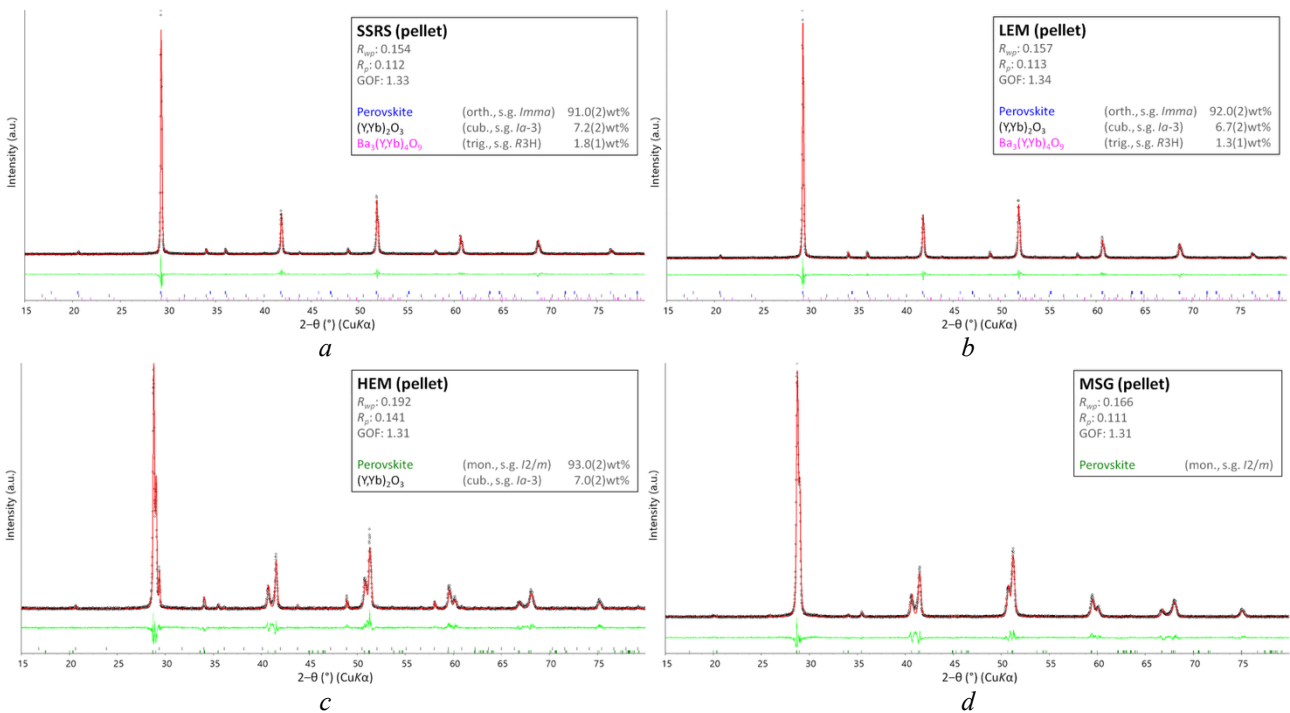 SSRS (pellet)
Rwp: 0.154
Rp: 0.112
GOF: 1.33
Perovskite (orth., s.g. Imma) 91.0(2)wt%
(Y,Yb)2O3 (cub., s.g. Ia-3) 7.2(2)wt%
Ba3(Y,Yb)4O9 (trig., s.g. R3H) 1.8(1)wt%
Intensity (a.u.)
15 20 25 30 35 40 45 50 55 60 65 70 75
2−θ (°) (CuKα)
a
LEM (pellet)
Rwp: 0.157
Rp: 0.113
GOF: 1.34
Perovskite (orth., s.g. Imma) 92.0(2)wt%
(Y,Yb)2O3 (cub., s.g. Ia-3) 6.7(2)wt%
Ba3(Y,Yb)4O9 (trig., s.g. R3H) 1.3(1)wt%
Intensity (a.u.)
15 20 25 30 35 40 45 50 55 60 65 70 75
2−θ (°) (CuKα)
b
HEM (pellet)
Rwp: 0.192
Rp: 0.141
GOF: 1.31
Perovskite (mon., s.g. I2/m) 93.0(2)wt%
(Y,Yb)2O3 (cub., s.g. Ia-3) 7.0(2)wt%
Intensity (a.u.)
15 20 25 30 35 40 45 50 55 60 65 70 75
2−θ (°) (CuKα)
c
MSG (pellet)
Rwp: 0.166
Rp: 0.111
GOF: 1.31
Perovskite (mon., s.g. I2/m)
Intensity (a.u.)
15 20 25 30 35 40 45 50 55 60 65 70 75
2−θ (°) (CuKα)
d